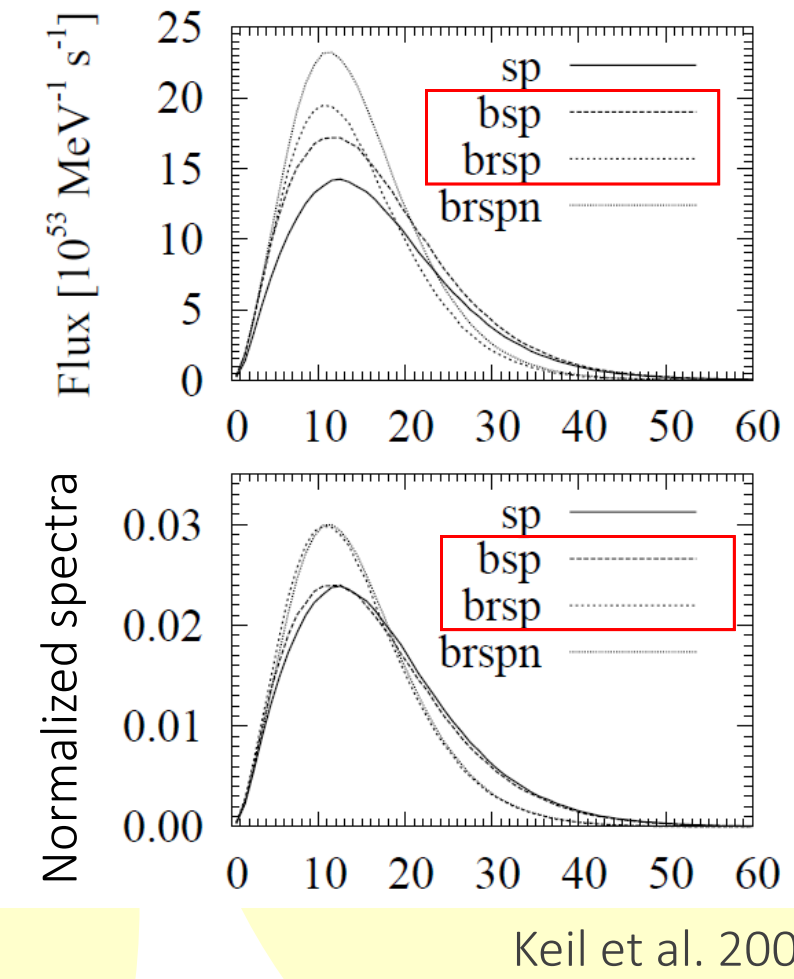 Flux [10^53 MeV^-1 s^-1]
25
20
15
10
5
0
sp
bsp
brsp
brspn
0 10 20 30 40 50 60
Normalized spectra
0.03
0.02
0.01
0.00
sp
bsp
brsp
brspn
0 10 20 30 40 50 60
Keil et al. 200